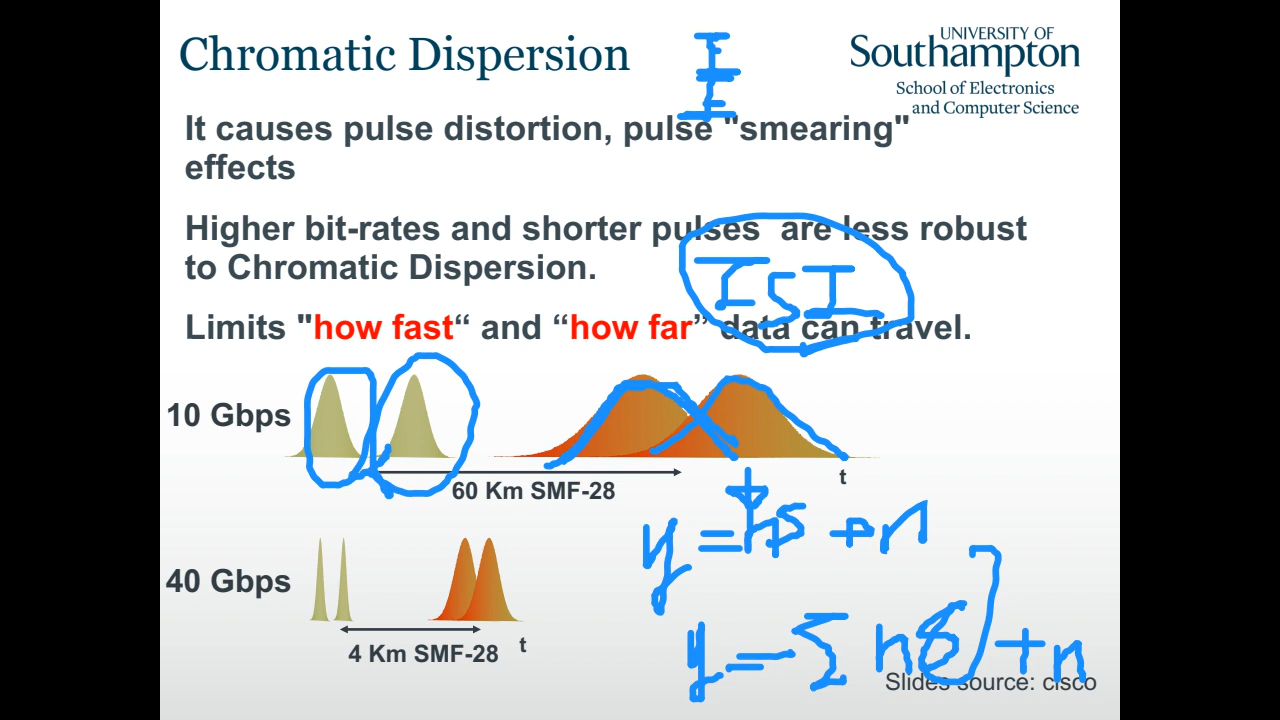 Chromatic Dispersion
UNIVERSITY OF
Southampton
School of Electronics
and Computer Science
It causes pulse distortion, pulse "smearing"
effects
Higher bit-rates and shorter pulses are less robust
to Chromatic Dispersion.
ISI
Limits "how fast“ and “how far” data can travel.
10 Gbps
60 Km SMF-28
t
y = hs + n
40 Gbps
4 Km SMF-28
t
y = Σ hs + n
Slides source: cisco